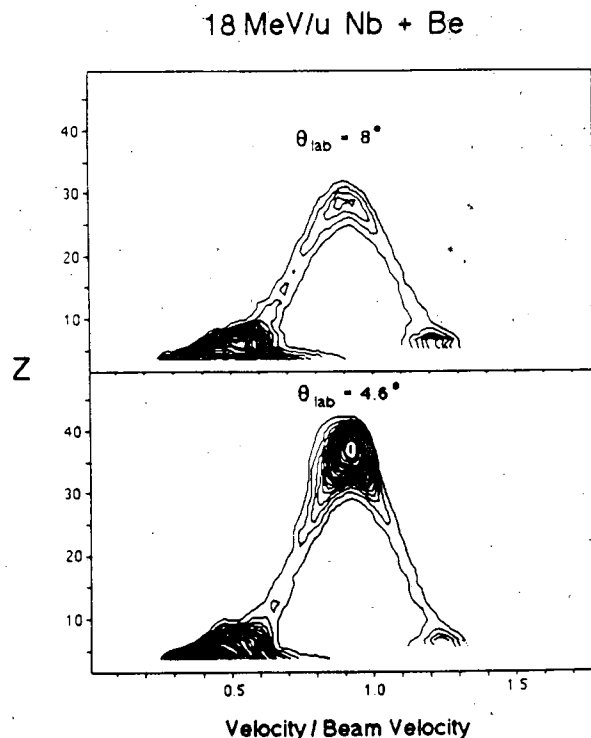 18 MeV/u Nb + Be
θlab = 8°
40
30
20
10
Z
θlab = 4.6°
40
30
20
10
0.5
1.0
1.5
Velocity / Beam Velocity